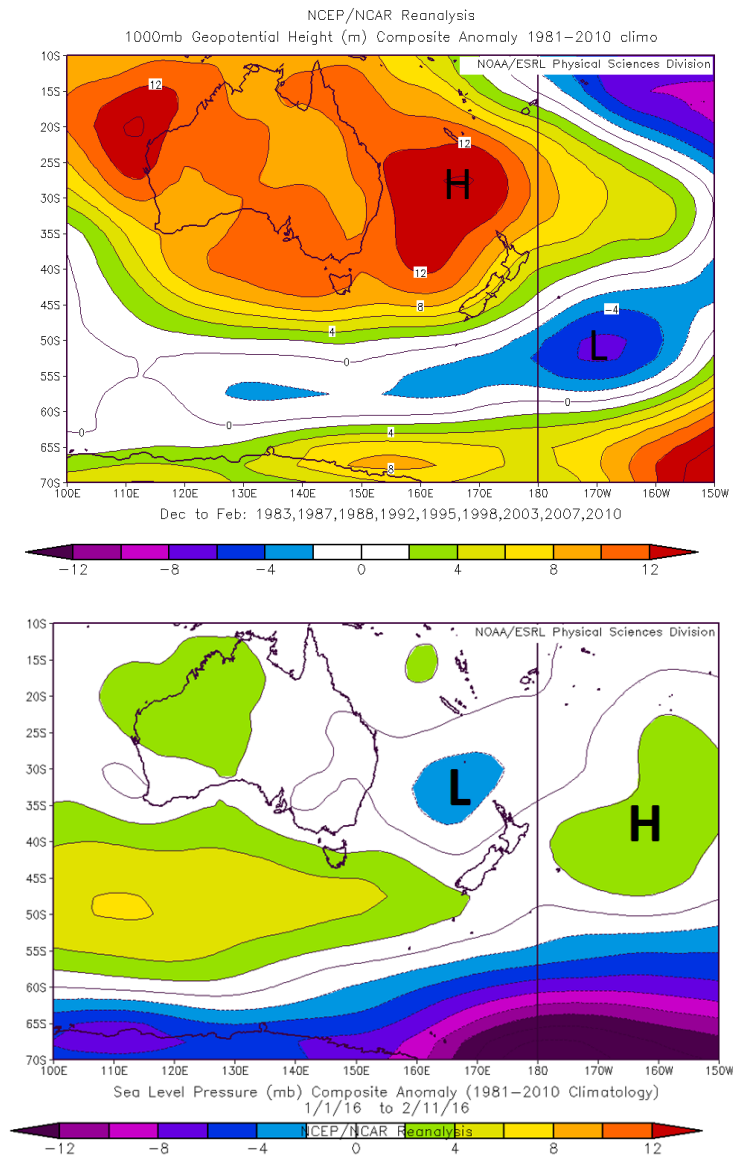 NCEP/NCAR Reanalysis
1000mb Geopotential Height (m) Composite Anomaly 1981-2010 climo
10S
NOAA/ESRL Physical Sciences Division
15S
12
20S
12
25S
H
30S
35S
40S
12
45S
8
-4
4
50S
L
0
55S
60S
0
0
0
4
65S
8
70S
100E 110E 120E 130E 140E 150E 160E 170E 180 170W 160W 150W
Dec to Feb: 1983,1987,1988,1992,1995,1998,2003,2007,2010
-12 -8 -4 0 4 8 12
10S
NOAA/ESRL Physical Sciences Division
15S
20S
25S
30S
L
35S
H
40S
45S
50S
55S
60S
65S
70S
100E 110E 120E 130E 140E 150E 160E 170E 180 170W 160W 150W
Sea Level Pressure (mb) Composite Anomaly (1981-2010 Climatology)
1/1/16 to 2/11/16
NCEP/NCAR Reanalysis
-12 -8 -4 0 4 8 12